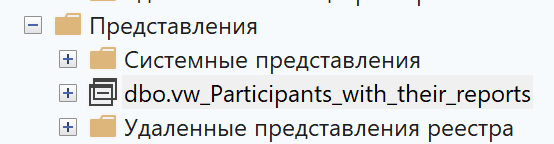 Представления
Системные представления
dbo.vw_Participants_with_their_reports
Удаленные представления реестра